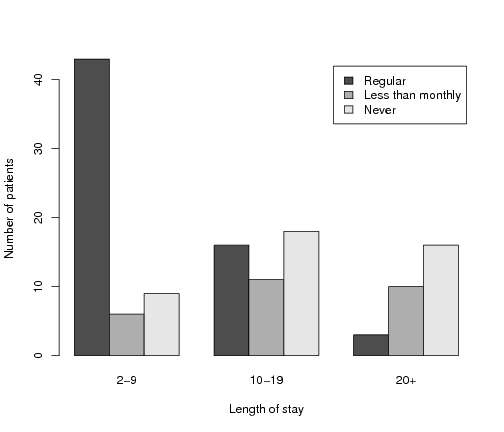 Number of patients
40
30
20
10
0
Regular
Less than monthly
Never
2−9
10−19
20+
Length of stay